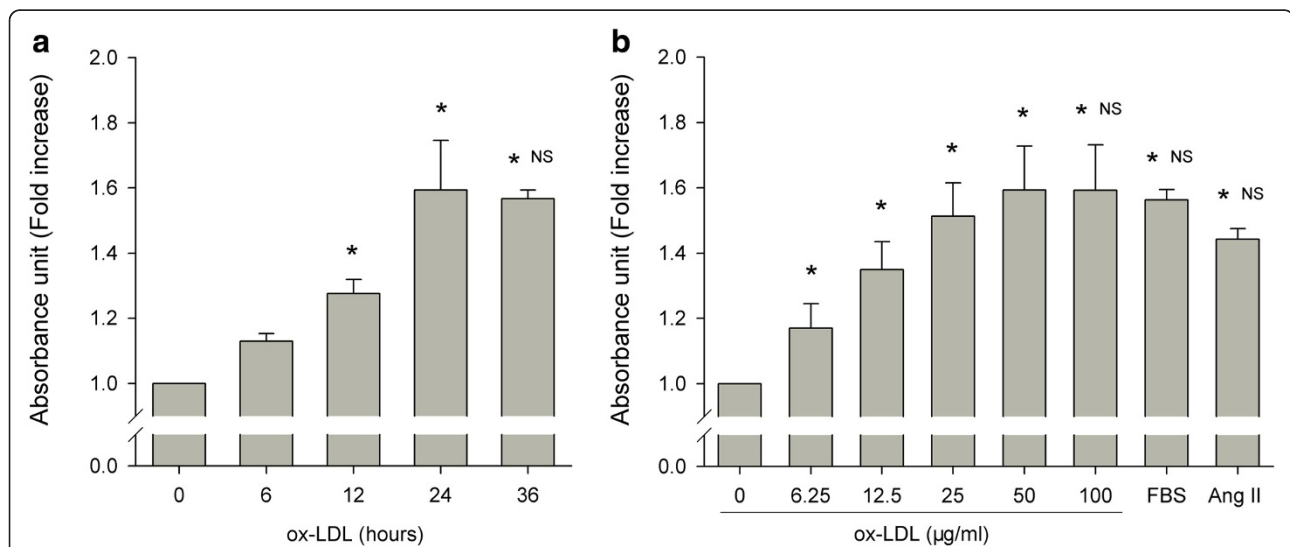 a
Absorbance unit (Fold increase)
2.0
1.8
1.6
1.4
1.2
1.0
0.0
*
*
* NS
0 6 12 24 36
ox-LDL (hours)
b
Absorbance unit (Fold increase)
2.0
1.8
1.6
1.4
1.2
1.0
0.0
*
*
*
*
* NS
* NS
* NS
0 6.25 12.5 25 50 100 FBS Ang II
ox-LDL (µg/ml)